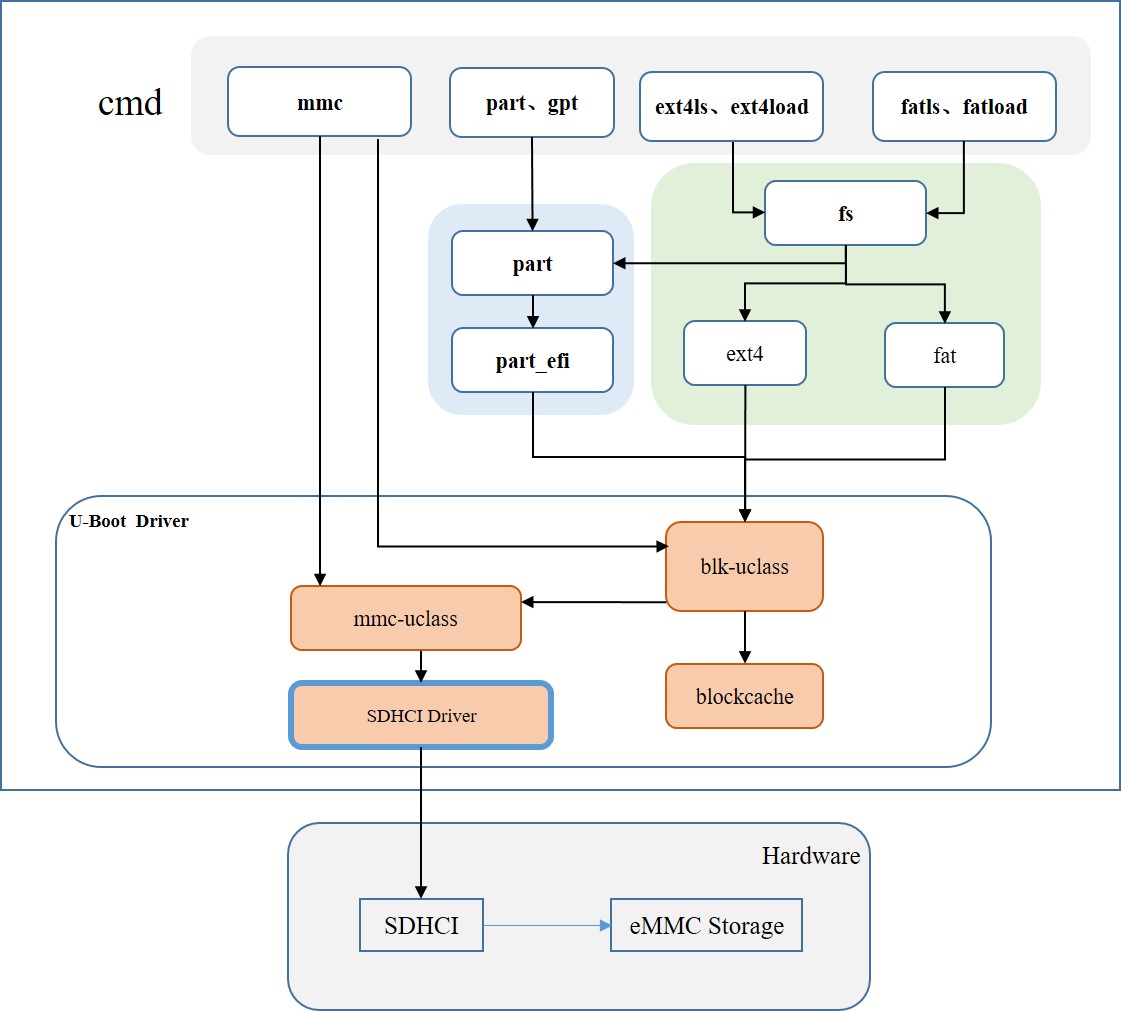 cmd
mmc
part、gpt
ext4ls、ext4load
fatls、fatload
fs
part
part_efi
ext4
fat
U-Boot Driver
blk-uclass
mmc-uclass
blockcache
SDHCI Driver
Hardware
SDHCI
eMMC Storage